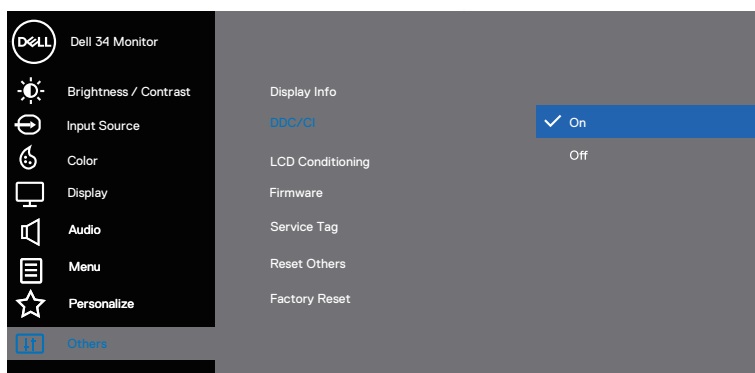 DELL
Dell 34 Monitor
Brightness / Contrast
Input Source
Color
Display
Audio
Menu
Personalize
Others
Display Info
DDC/CI
LCD Conditioning
Firmware
Service Tag
Reset Others
Factory Reset
On
Off